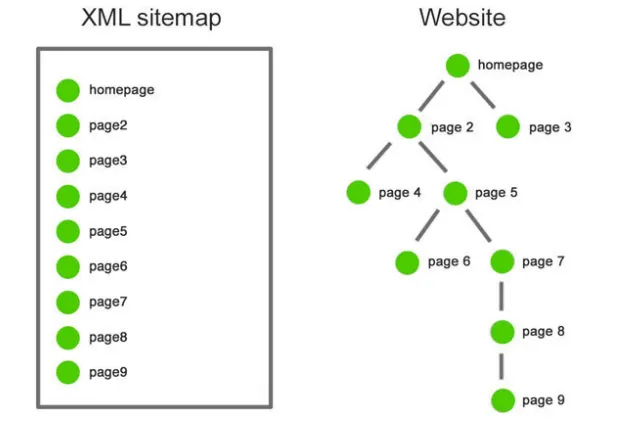 XML sitemap
homepage
page2
page3
page4
page5
page6
page7
page8
page9
Website
homepage
page 2
page 3
page 4
page 5
page 6
page 7
page 8
page 9